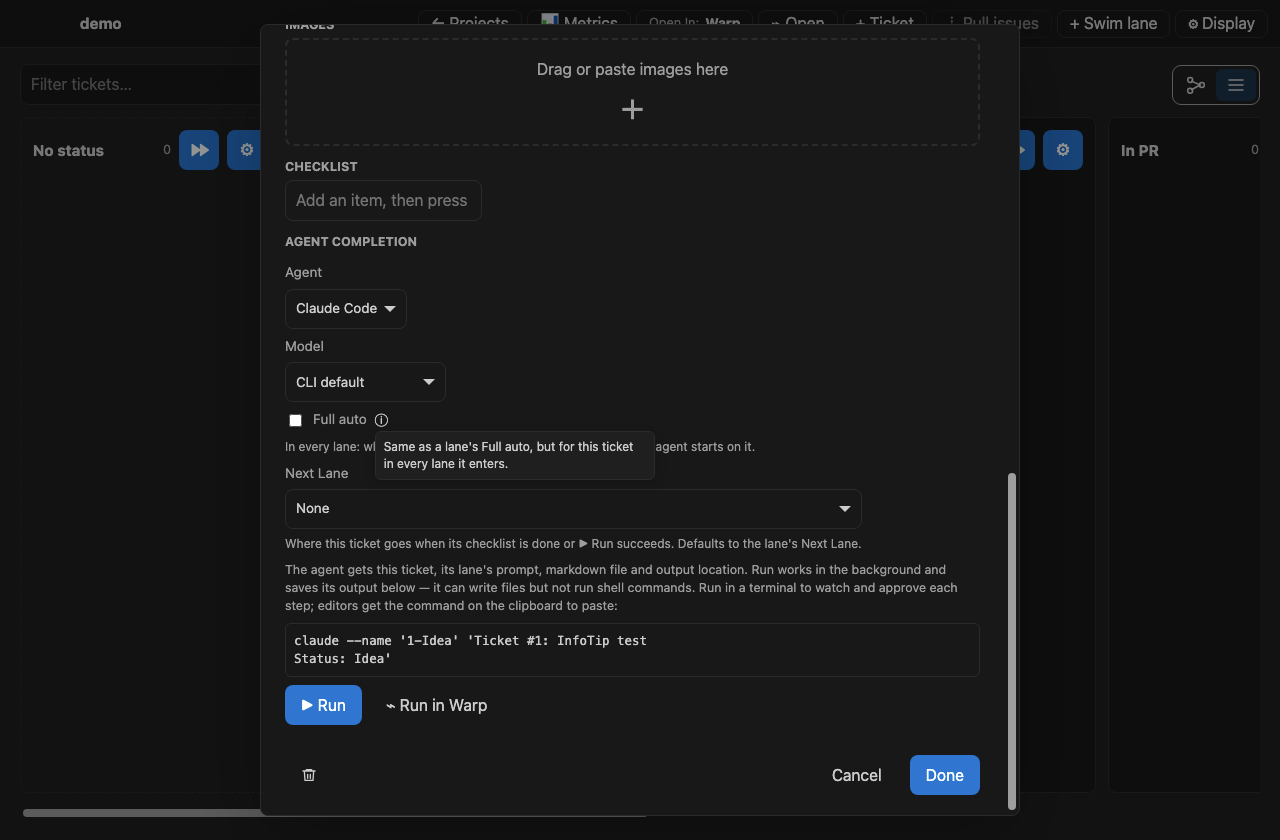 demo
← Projects
Metrics
Open In: Warp
Open
+ Ticket
Pull issues
+ Swim lane
Display
Filter tickets...
No status 0
In PR 0
IMAGES
Drag or paste images here
+
CHECKLIST
Add an item, then press
AGENT COMPLETION
Agent
Claude Code
Model
CLI default
Full auto
In every lane: agent starts on it.
Same as a lane's Full auto, but for this ticket
in every lane it enters.
Next Lane
None
Where this ticket goes when its checklist is done or ▶ Run succeeds. Defaults to the lane's Next Lane.
The agent gets this ticket, its lane's prompt, markdown file and output location. Run works in the background and
saves its output below — it can write files but not run shell commands. Run in a terminal to watch and approve each
step; editors get the command on the clipboard to paste:
claude --name '1-Idea' 'Ticket #1: InfoTip test
Status: Idea'
▶ Run
Run in Warp
Cancel
Done